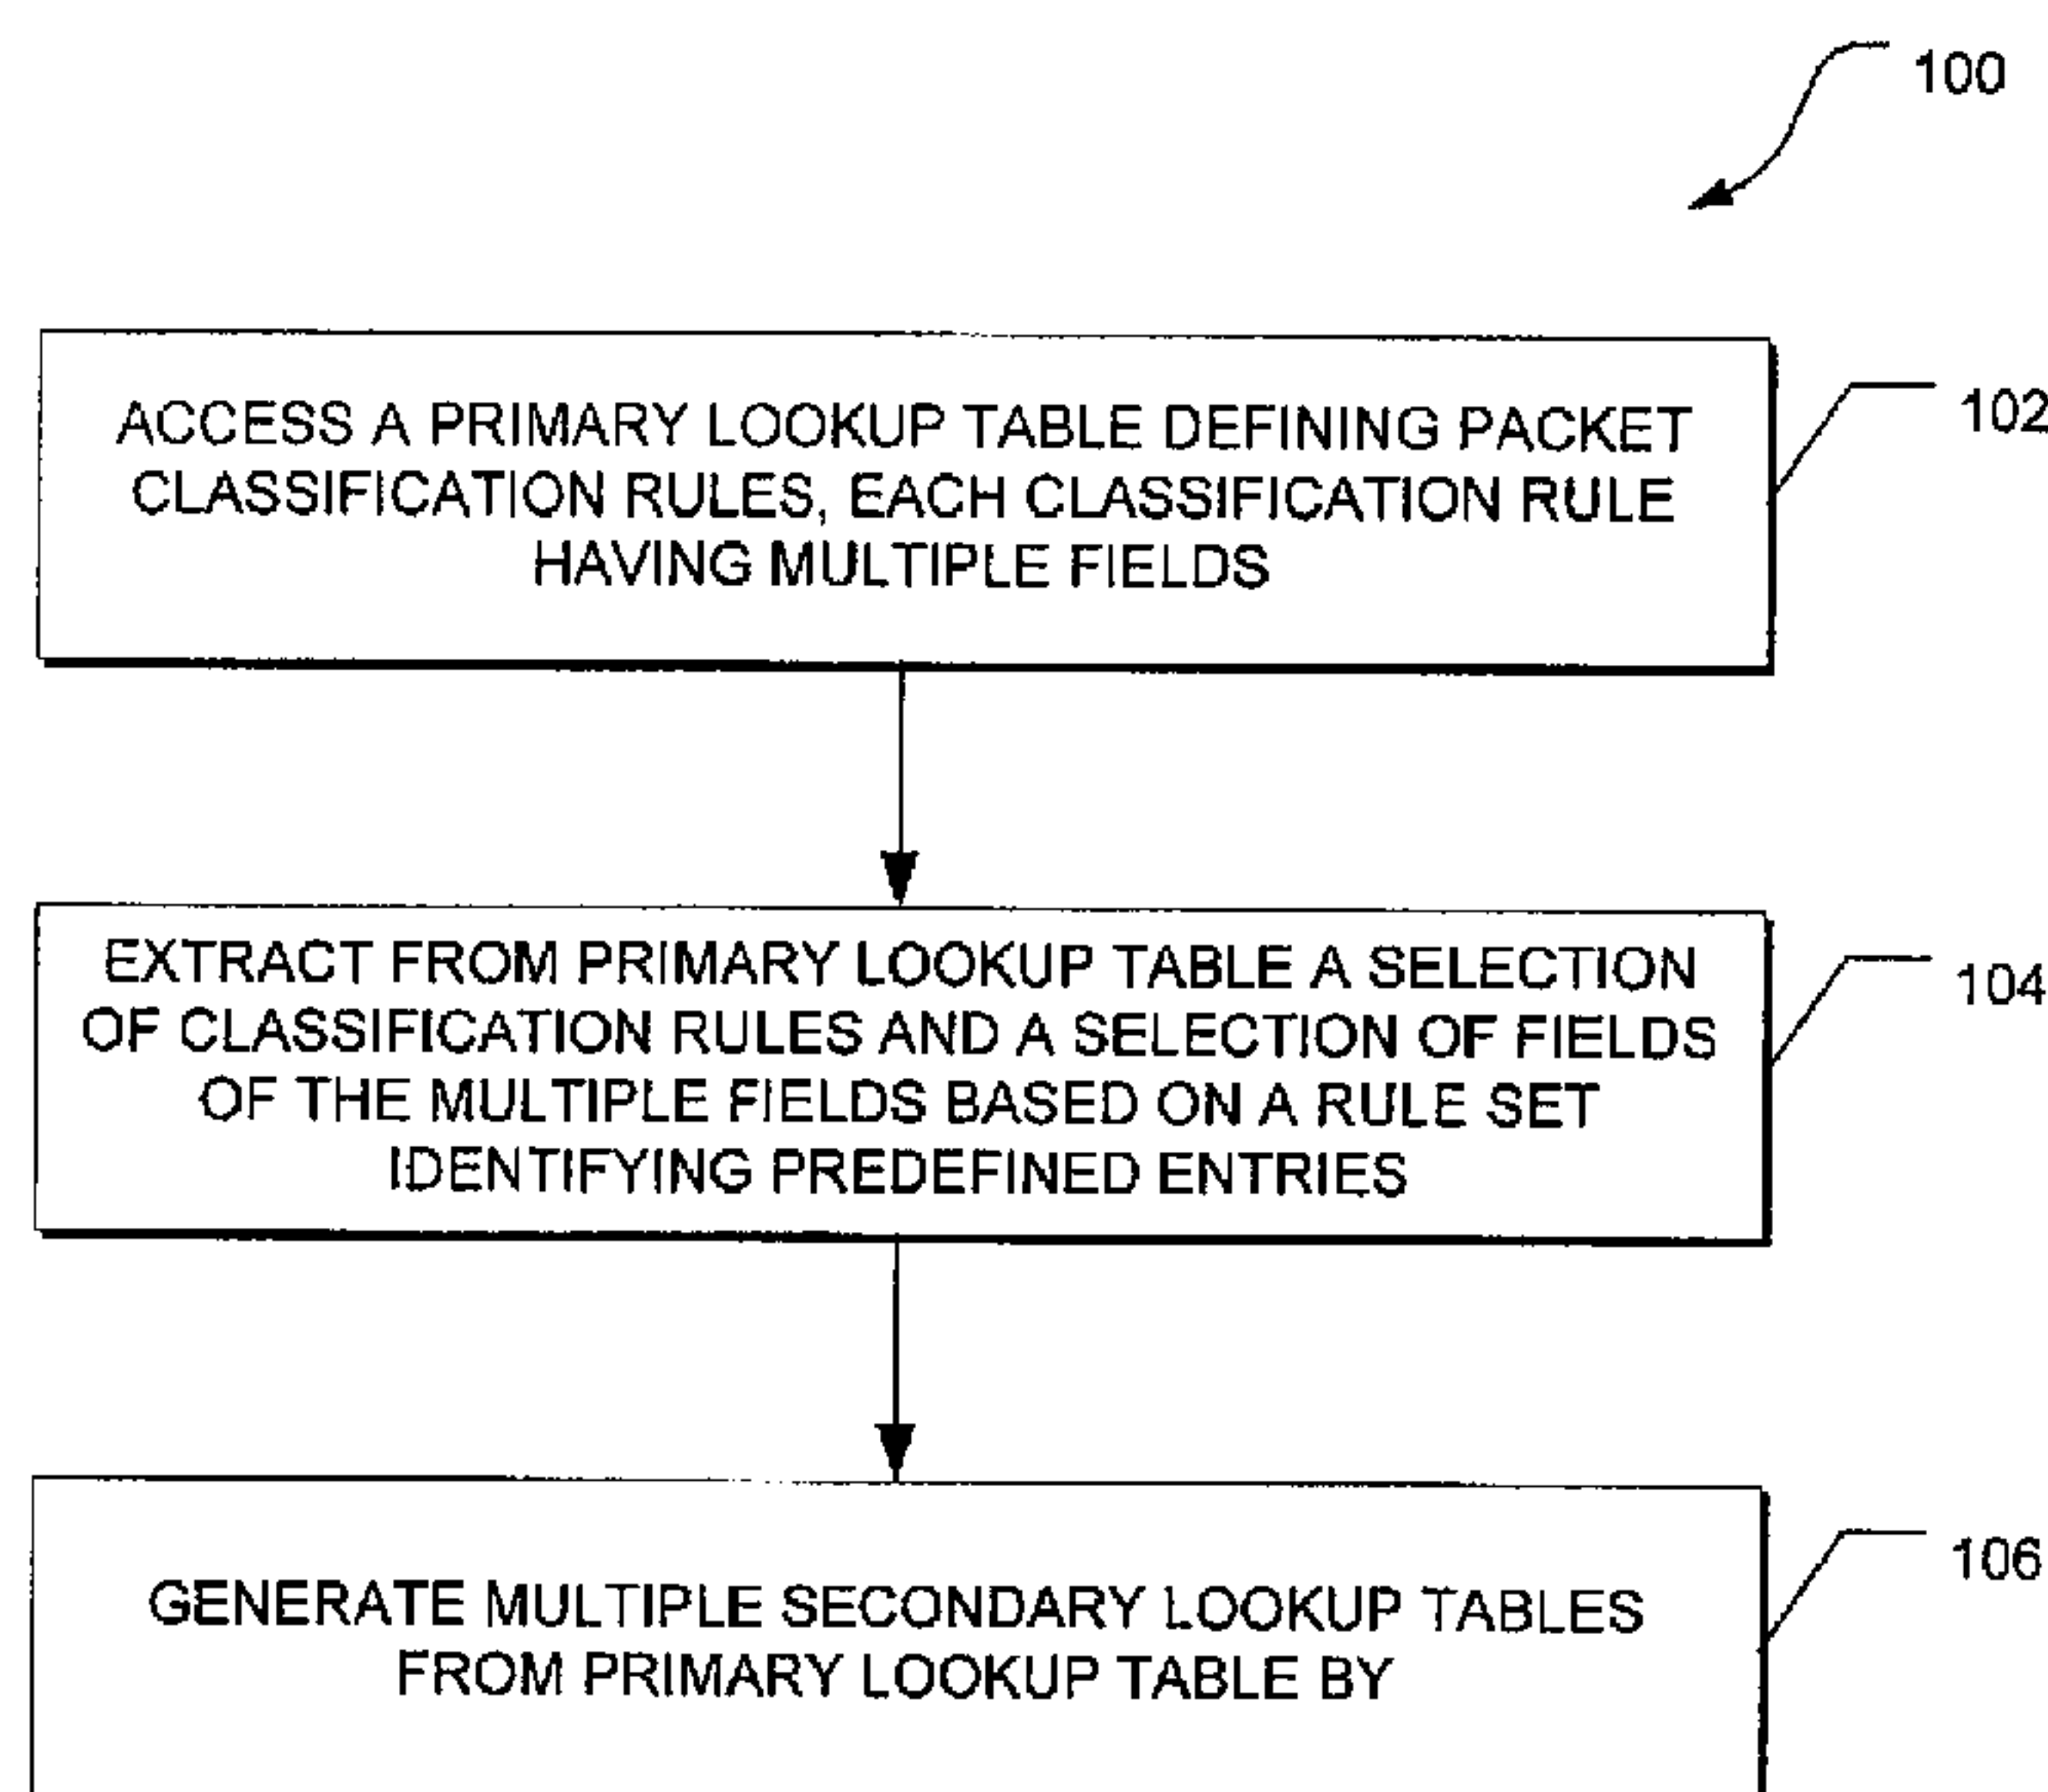 100
ACCESS A PRIMARY LOOKUP TABLE DEFINING PACKET
CLASSIFICATION RULES, EACH CLASSIFICATION RULE
HAVING MULTIPLE FIELDS
102
EXTRACT FROM PRIMARY LOOKUP TABLE A SELECTION
OF CLASSIFICATION RULES AND A SELECTION OF FIELDS
OF THE MULTIPLE FIELDS BASED ON A RULE SET
IDENTIFYING PREDEFINED ENTRIES
104
GENERATE MULTIPLE SECONDARY LOOKUP TABLES
FROM PRIMARY LOOKUP TABLE BY
106